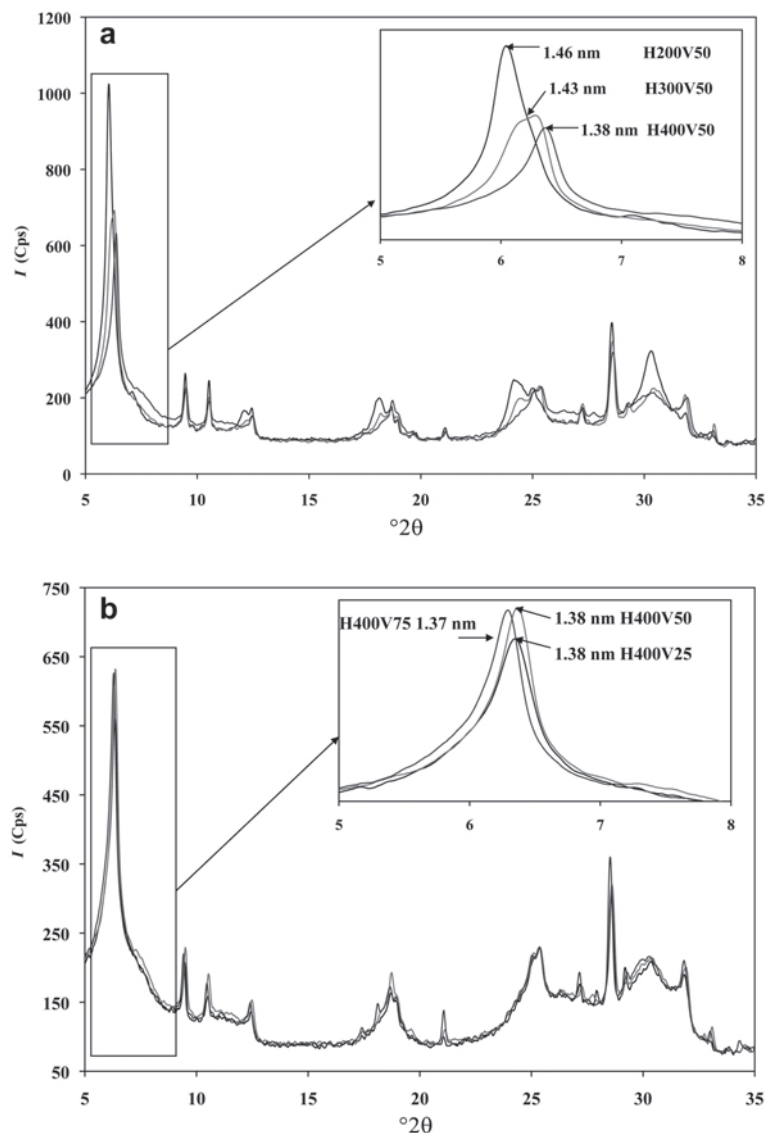 a
1200
1000
800
600
400
200
0
I (Cps)
5 10 15 20 25 30 35
°2θ
1.46 nm H200V50
1.43 nm H300V50
1.38 nm H400V50
5 6 7 8
b
750
650
550
450
350
250
150
50
I (Cps)
5 10 15 20 25 30 35
°2θ
H400V75 1.37 nm
1.38 nm H400V50
1.38 nm H400V25
5 6 7 8